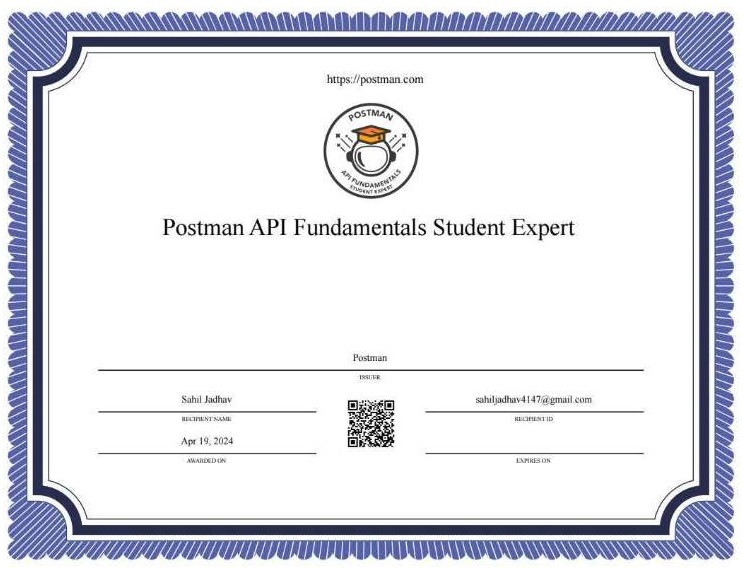 https://postman.com
POSTMAN
API FUNDAMENTALS
STUDENT EXPERT
Postman API Fundamentals Student Expert
Postman
ISSUER
Sahil Jadhav
RECIPIENT NAME
sahiljadhav4147@gmail.com
RECIPIENT ID
Apr 19, 2024
AWARDED ON
EXPIRES ON